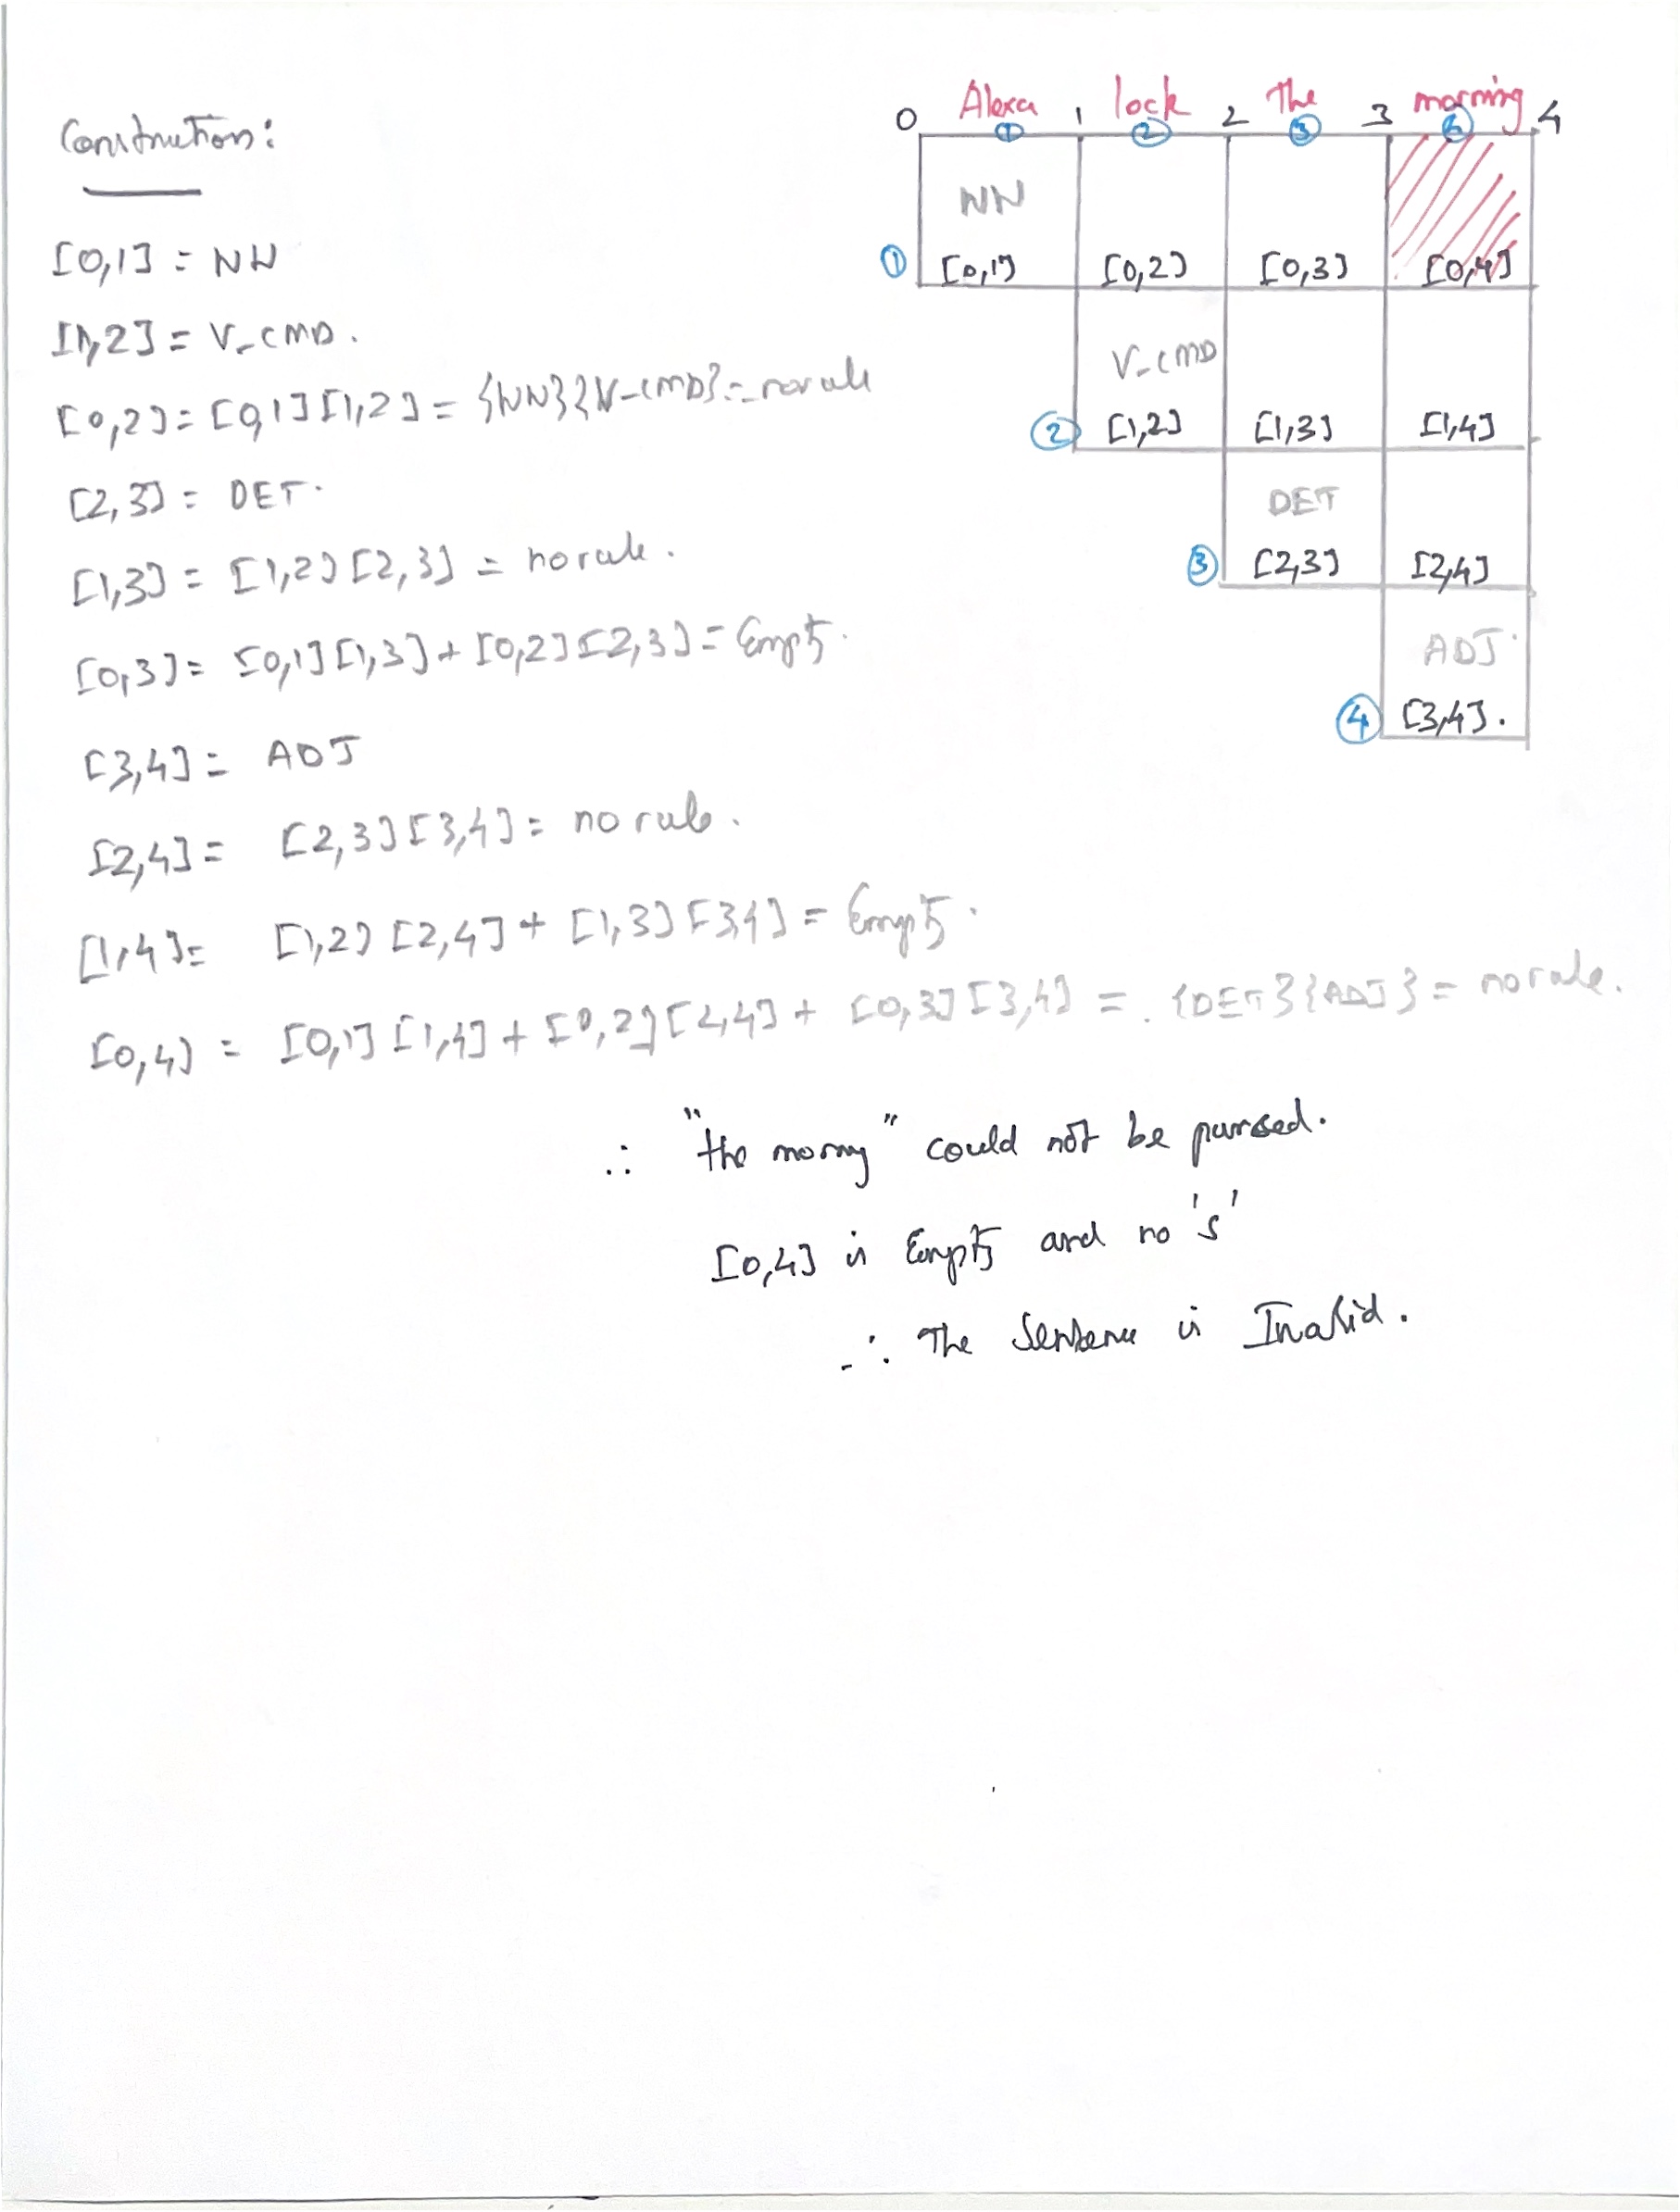 Construction:
0 Alexa 1 lock 2 The 3 morning 4
① ② ③ ④
NN
① [0,1] [0,2] [0,3] [0,4]
V_CMD
② [1,2] [1,3] [1,4]
DET
③ [2,3] [2,4]
ADJ
④ [3,4].
[0,1] = NN
[1,2] = V_CMD.
[0,2] = [0,1][1,2] = {NN}{V_CMD} = no rule
[2,3] = DET.
[1,3] = [1,2][2,3] = no rule.
[0,3] = [0,1][1,3] + [0,2][2,3] = Empty.
[3,4] = ADJ
[2,4] = [2,3][3,4] = no rule.
[1,4] = [1,2][2,4] + [1,3][3,4] = Empty.
[0,4] = [0,1][1,4] + [0,2][2,4] + [0,3][3,4] = . {DET}{ADJ} = no rule.
∴ "the morning" could not be parsed.
[0,4] is Empty and no 's'
∴ The Sentence is Invalid.